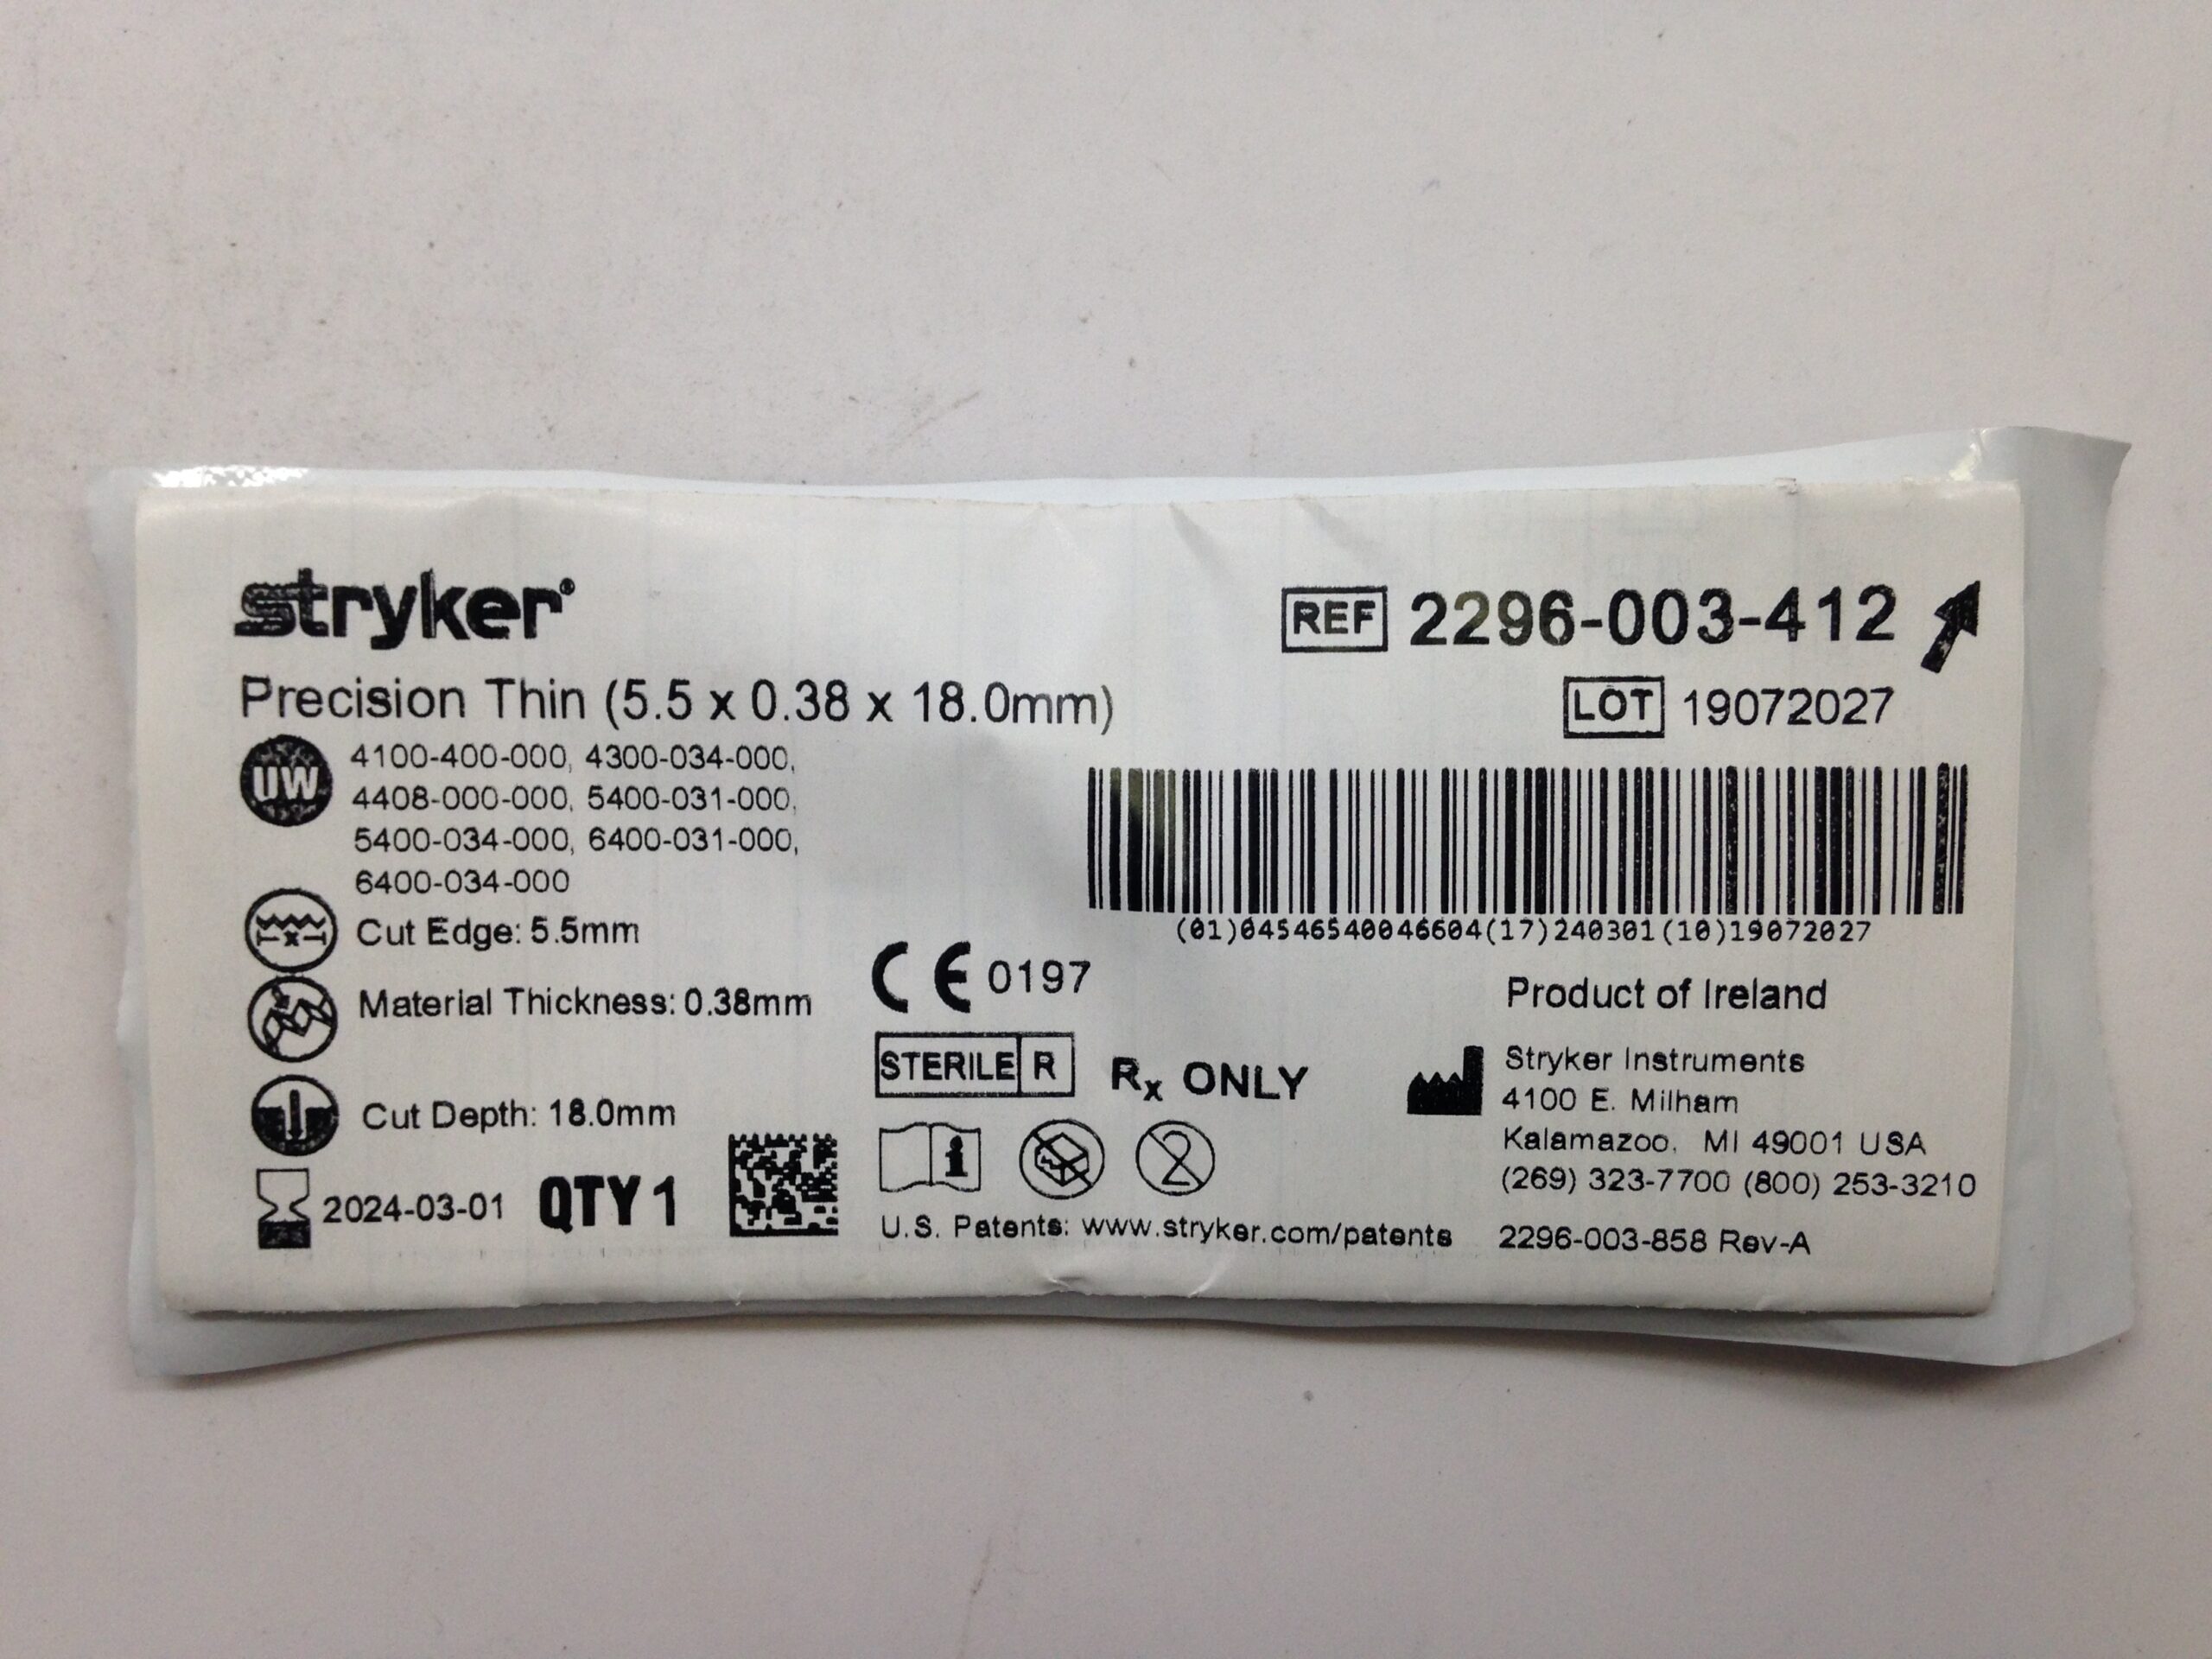 stryker®
REF 2296-003-412
Precision Thin (5.5 x 0.38 x 18.0mm)
LOT 19072027
UW 4100-400-000, 4300-034-000,
4408-000-000, 5400-031-000,
5400-034-000, 6400-031-000,
6400-034-000
(01)04546540046604(17)240301(10)19072027
Cut Edge: 5.5mm
Material Thickness: 0.38mm
Cut Depth: 18.0mm
2024-03-01 QTY 1
CE 0197
STERILE R Rx ONLY
2
U.S. Patents: www.stryker.com/patents
Product of Ireland
Stryker Instruments
4100 E. Milham
Kalamazoo, MI 49001 USA
(269) 323-7700 (800) 253-3210
2296-003-858 Rev-A